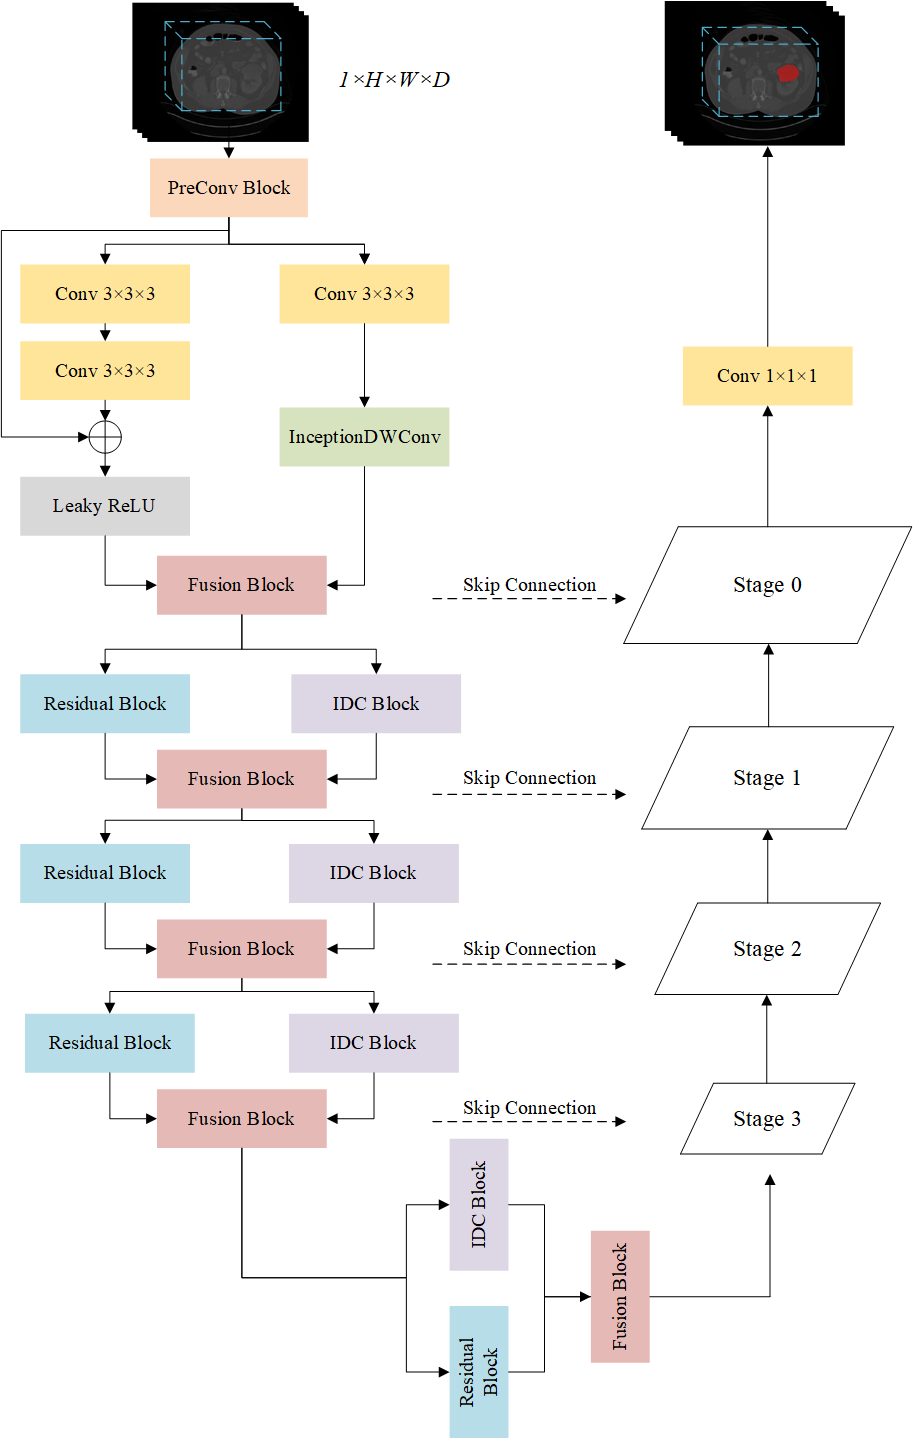 1×H×W×D
PreConv Block
Conv 3×3×3
Conv 3×3×3
Conv 3×3×3
Conv 1×1×1
InceptionDWConv
Leaky ReLU
Fusion Block
Skip Connection
Stage 0
Residual Block
IDC Block
Fusion Block
Skip Connection
Stage 1
Residual Block
IDC Block
Fusion Block
Skip Connection
Stage 2
Residual Block
IDC Block
Fusion Block
Skip Connection
Stage 3
IDC Block
Fusion Block
Residual
Block